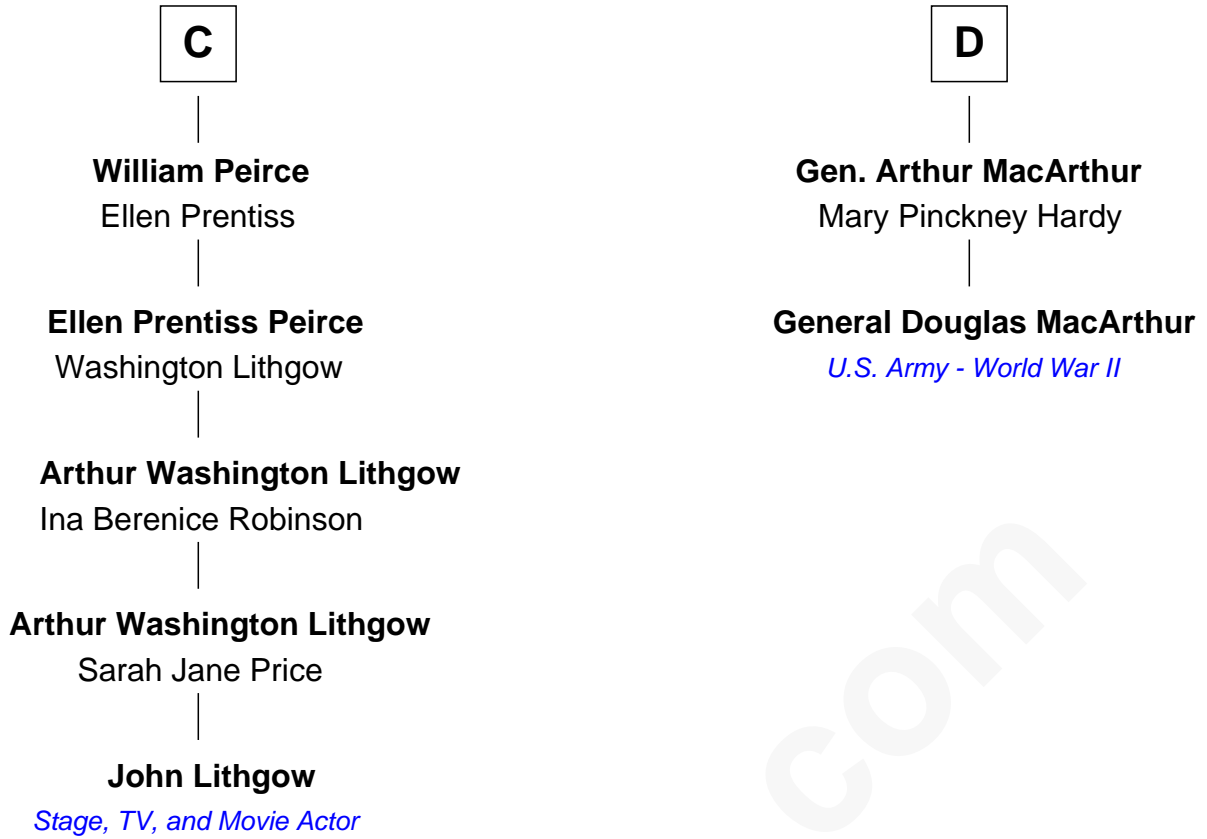 C
William Peirce
Ellen Prentiss
Ellen Prentiss Peirce
Washington Lithgow
Arthur Washington Lithgow
Ina Berenice Robinson
Arthur Washington Lithgow
Sarah Jane Price
John Lithgow
Stage, TV, and Movie Actor
D
Gen. Arthur MacArthur
Mary Pinckney Hardy
General Douglas MacArthur
U.S. Army - World War II
com